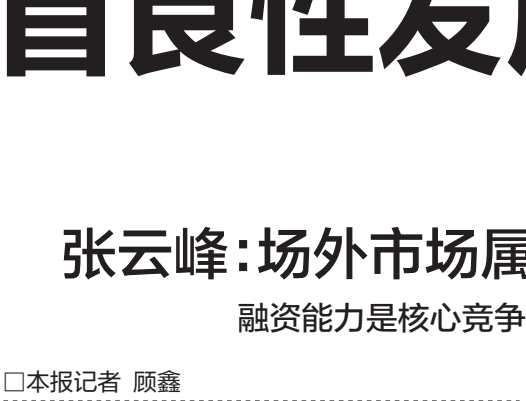 良性发
张云峰：场外市场属
融资能力是核心竞争
□本报记者 顾鑫